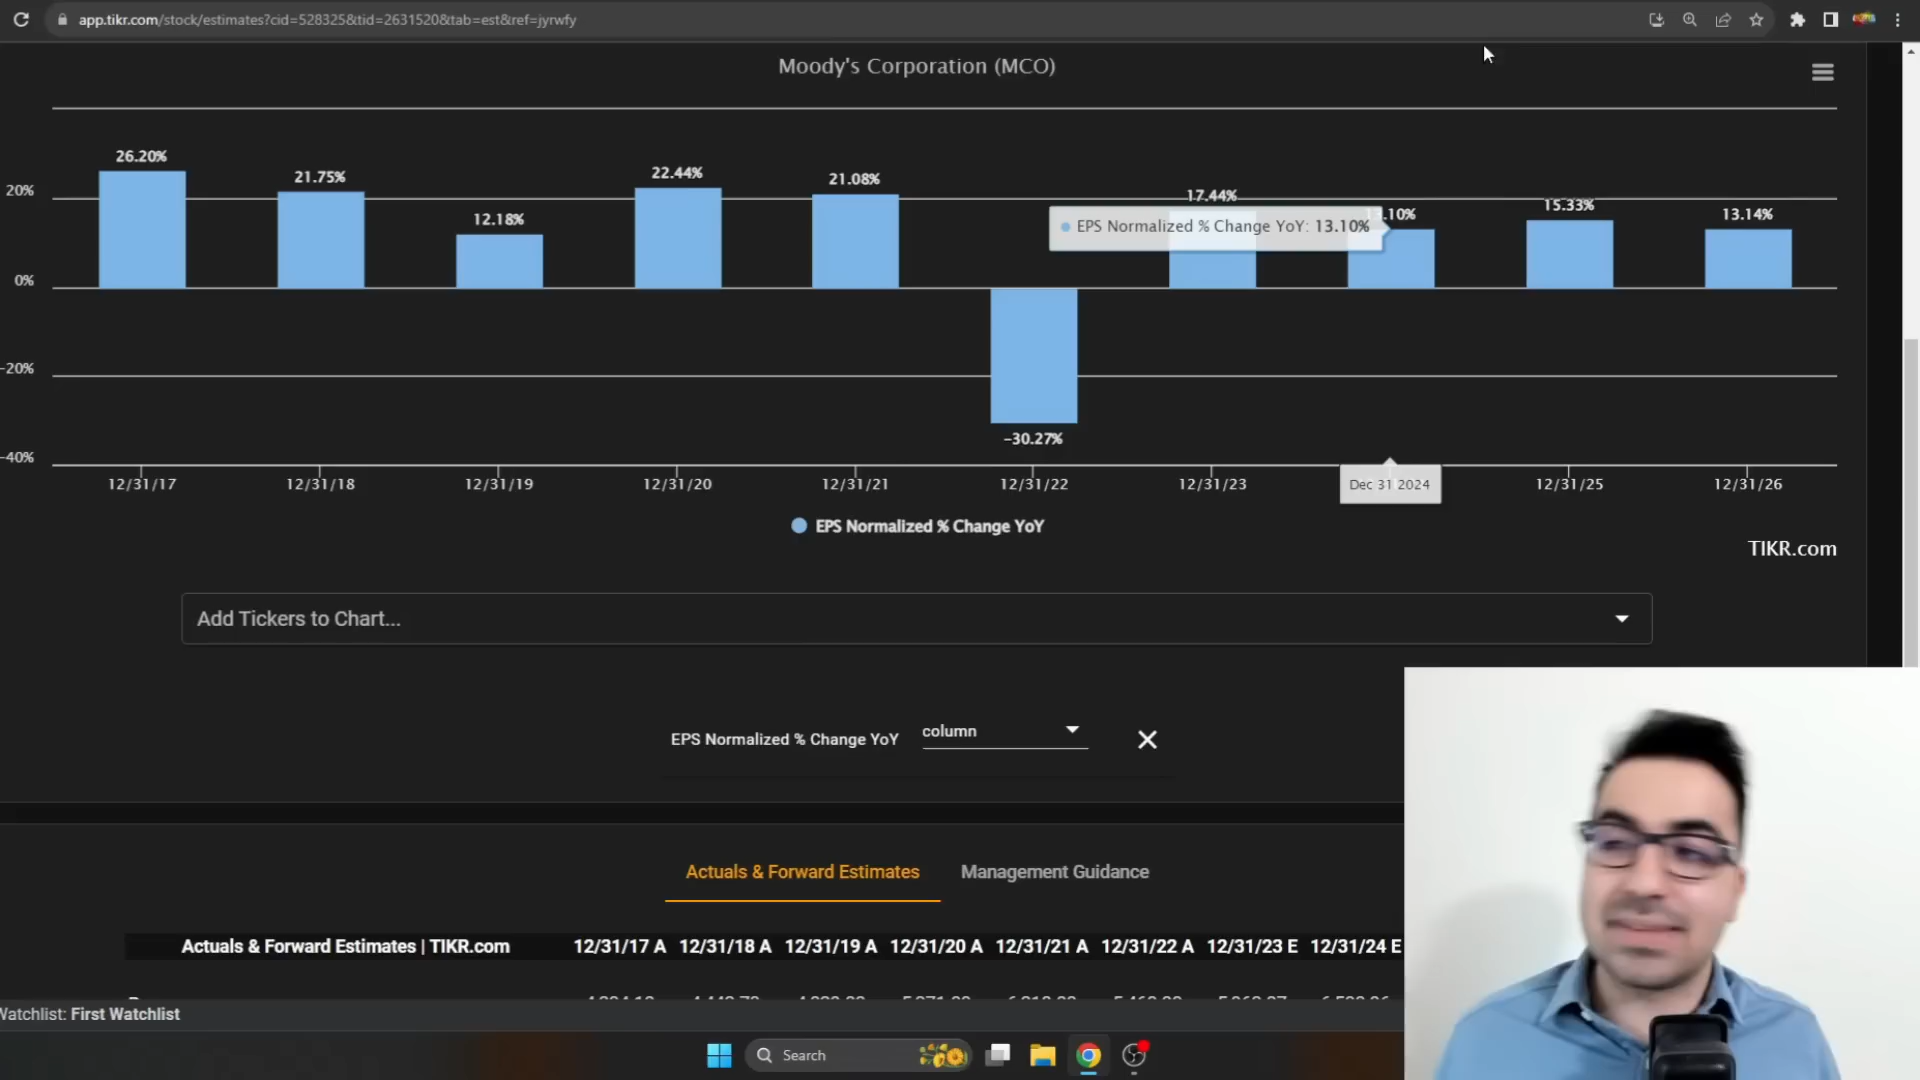 app.tikr.com/stock/estimates?cid=528325&tid=2631520&tab=est&ref=jyrwfy
Moody's Corporation (MCO)
26.20%
21.75%
12.18%
22.44%
21.08%
-30.27%
17.44%
13.10%
15.33%
13.14%
20%
0%
-20%
-40%
EPS Normalized % Change YoY: 13.10%
12/31/17
12/31/18
12/31/19
12/31/20
12/31/21
12/31/22
12/31/23
Dec 31 2024
12/31/25
12/31/26
EPS Normalized % Change YoY
TIKR.com
Add Tickers to Chart...
EPS Normalized % Change YoY column
Actuals & Forward Estimates Management Guidance
Actuals & Forward Estimates | TIKR.com 12/31/17 A 12/31/18 A 12/31/19 A 12/31/20 A 12/31/21 A 12/31/22 A 12/31/23 E 12/31/24 E
Watchlist: First Watchlist
Search